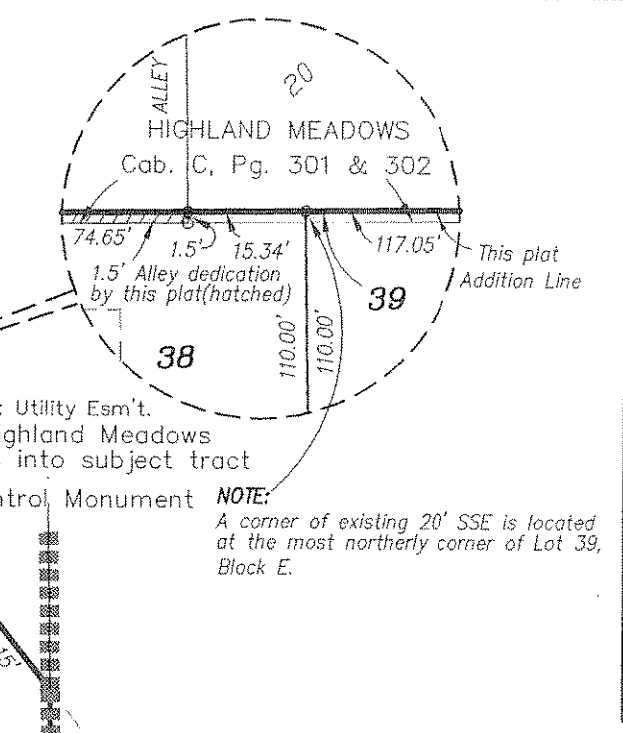 ALLEY
20
HIGHLAND MEADOWS
Cab. C, Pg. 301 & 302
74.65'
1.5'
15.34'
117.05'
This plat
Addition Line
1.5' Alley dedication
by this plat(hatched)
39
38
110.00'
110.00'
Utility Esm't.
ighland Meadows
into subject tract
ntrol Monument
NOTE:
A corner of existing 20' SSE is located
at the most northerly corner of Lot 39,
Block E.
15'